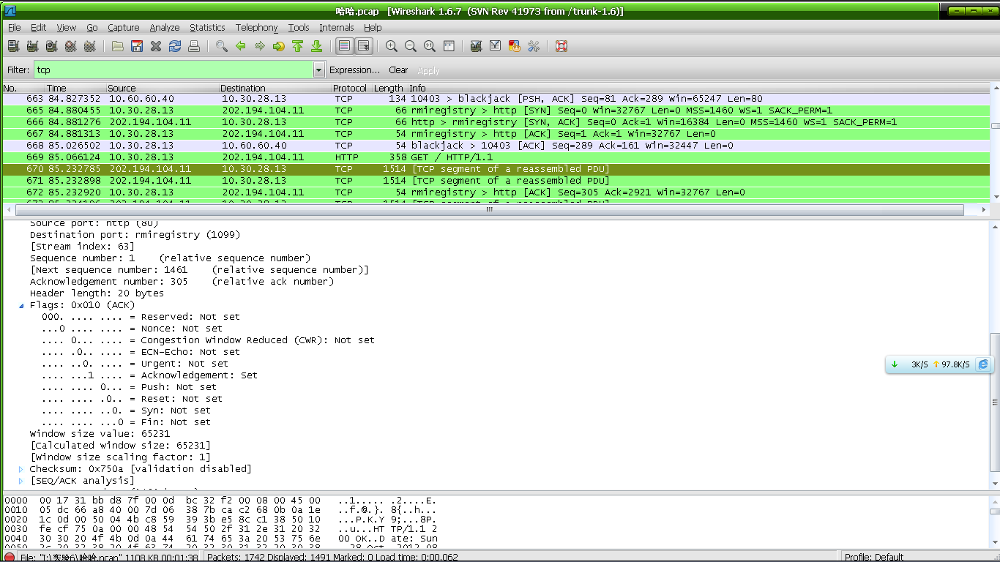 哈哈.pcap [Wireshark 1.6.7 (SVN Rev 41973 from /trunk-1.6)]
File Edit View Go Capture Analyze Statistics Telephony Tools Internals Help
Filter: tcp Expression... Clear Apply
No. Time Source Destination Protocol Length Info
663 84.827352 10.60.60.40 10.30.28.13 TCP 134 10403 > blackjack [PSH, ACK] Seq=81 Ack=289 Win=65247 Len=80
665 84.880455 10.30.28.13 202.194.104.11 TCP 66 rmiregistry > http [SYN] Seq=0 Win=32767 Len=0 MSS=1460 WS=1 SACK_PERM=1
666 84.881276 202.194.104.11 10.30.28.13 TCP 66 http > rmiregistry [SYN, ACK] Seq=0 Ack=1 Win=16384 Len=0 MSS=1460 WS=1 SACK_PERM=1
667 84.881313 10.30.28.13 202.194.104.11 TCP 54 rmiregistry > http [ACK] Seq=1 Ack=1 Win=32767 Len=0
668 85.026502 10.30.28.13 10.60.60.40 TCP 54 blackjack > 10403 [ACK] Seq=289 Ack=161 Win=32447 Len=0
669 85.066124 10.30.28.13 202.194.104.11 HTTP 358 GET / HTTP/1.1
670 85.232785 202.194.104.11 10.30.28.13 TCP 1514 [TCP segment of a reassembled PDU]
671 85.232898 202.194.104.11 10.30.28.13 TCP 1514 [TCP segment of a reassembled PDU]
672 85.232920 10.30.28.13 202.194.104.11 TCP 54 rmiregistry > http [ACK] Seq=305 Ack=2921 Win=32767 Len=0
Source port: http (80)
Destination port: rmiregistry (1099)
[Stream index: 63]
Sequence number: 1 (relative sequence number)
[Next sequence number: 1461 (relative sequence number)]
Acknowledgement number: 305 (relative ack number)
Header length: 20 bytes
Flags: 0x010 (ACK)
000. .... .... = Reserved: Not set
...0 .... .... = Nonce: Not set
.... 0... .... = Congestion Window Reduced (CWR): Not set
.... .0.. .... = ECN-Echo: Not set
.... ..0. .... = Urgent: Not set
.... ...1 .... = Acknowledgement: Set
.... .... 0... = Push: Not set
.... .... .0.. = Reset: Not set
.... .... ..0. = Syn: Not set
.... .... ...0 = Fin: Not set
Window size value: 65231
[Calculated window size: 65231]
[Window size scaling factor: 1]
Checksum: 0x750a [validation disabled]
[SEQ/ACK analysis]
3K/S 97.8K/S
0000 00 17 31 bb d8 7f 00 0d bc 32 f2 00 08 00 45 00 ..1..... .2....E.
0010 05 dc 66 a8 40 00 7d 06 38 7b ca c2 68 0b 0a 1e ..f.@.}. 8{..h...
0020 1c 0d 00 50 04 4b c8 59 39 3b e5 8c c1 38 50 10 ...P.K.Y 9;...8P.
0030 fe cf 75 0a 00 00 48 54 54 50 2f 31 2e 31 20 32 ..u...HT TP/1.1 2
0040 30 30 20 4f 4b 0d 0a 44 61 74 65 3a 20 53 75 6e 00 OK..D ate: Sun
0050 2c 20 32 38 20 4f 63 74 20 32 30 31 32 20 30 38 , 28 Oct 2012 08
File: "I:\实验6\哈哈.pcap" 1108 KB 00:01:38 Packets: 1742 Displayed: 1491 Marked: 0 Load time: 0:00.062 Profile: Default